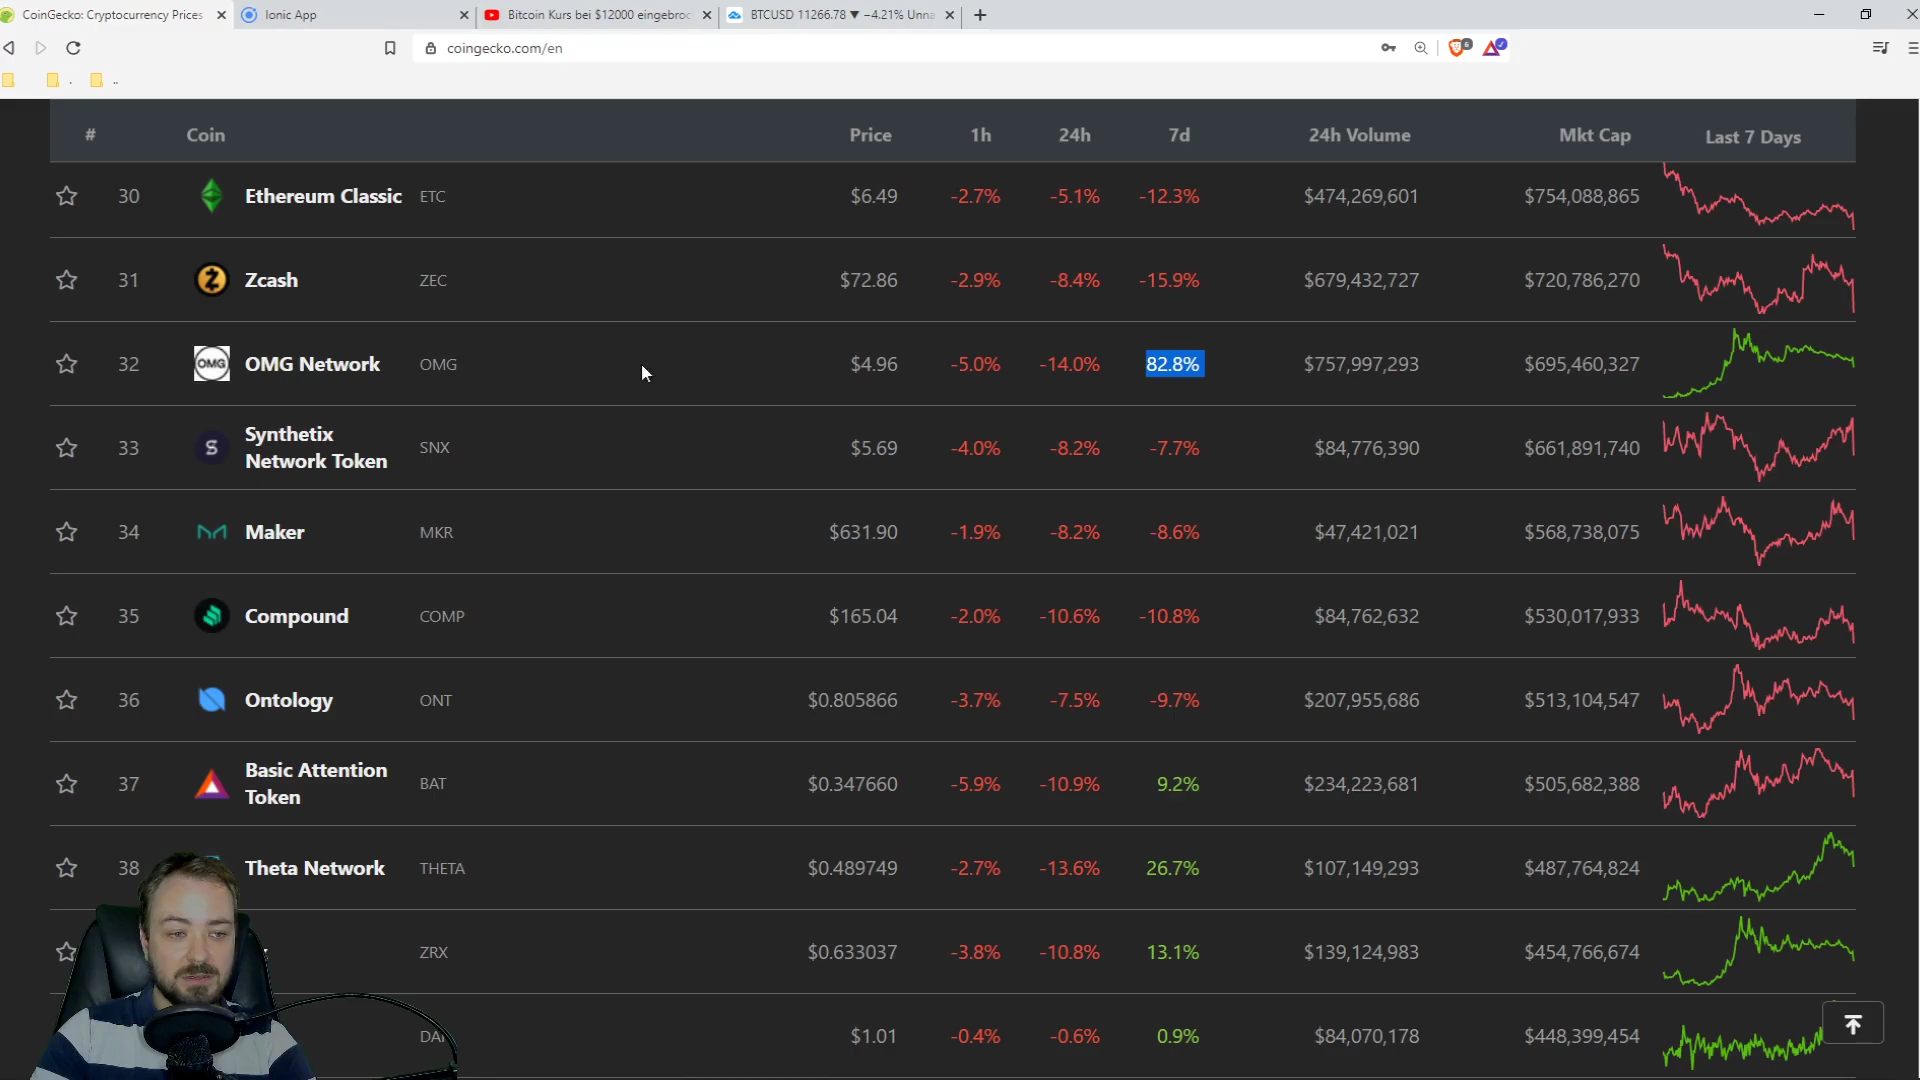 CoinGecko: Cryptocurrency Prices
Ionic App
Bitcoin Kurs bei $12000 eingebroc
BTCUSD 11266.78 ▼ −4.21% Unna
coingecko.com/en
6
.
..
# Coin Price 1h 24h 7d 24h Volume Mkt Cap Last 7 Days
30 Ethereum Classic ETC $6.49 -2.7% -5.1% -12.3% $474,269,601 $754,088,865
31 Zcash ZEC $72.86 -2.9% -8.4% -15.9% $679,432,727 $720,786,270
32 OMG OMG Network OMG $4.96 -5.0% -14.0% 82.8% $757,997,293 $695,460,327
33 S Synthetix
Network Token SNX $5.69 -4.0% -8.2% -7.7% $84,776,390 $661,891,740
34 Maker MKR $631.90 -1.9% -8.2% -8.6% $47,421,021 $568,738,075
35 Compound COMP $165.04 -2.0% -10.6% -10.8% $84,762,632 $530,017,933
36 Ontology ONT $0.805866 -3.7% -7.5% -9.7% $207,955,686 $513,104,547
37 Basic Attention
Token BAT $0.347660 -5.9% -10.9% 9.2% $234,223,681 $505,682,388
38 Theta Network THETA $0.489749 -2.7% -13.6% 26.7% $107,149,293 $487,764,824
ZRX $0.633037 -3.8% -10.8% 13.1% $139,124,983 $454,766,674
DAI $1.01 -0.4% -0.6% 0.9% $84,070,178 $448,399,454